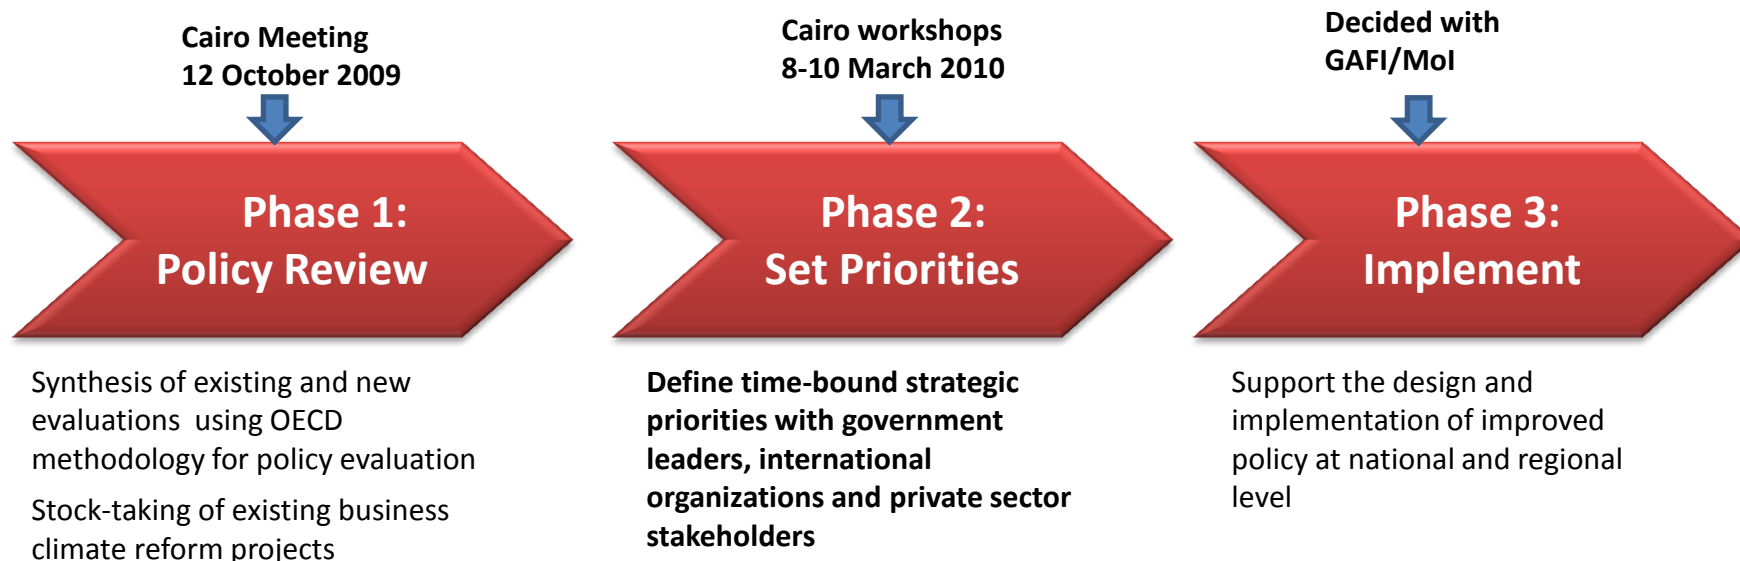 Cairo Meeting
12 October 2009
Phase 1:
Policy Review
Synthesis of existing and new
evaluations  using OECD
methodology for policy evaluation
Stock-taking of existing business
climate reform projects
Cairo workshops
8-10 March 2010
Phase 2:
Set Priorities
Define time-bound strategic
priorities with government
leaders, international
organizations and private sector
stakeholders
Decided with
GAFI/MoI
Phase 3:
Implement
Support the design and
implementation of improved
policy at national and regional
level